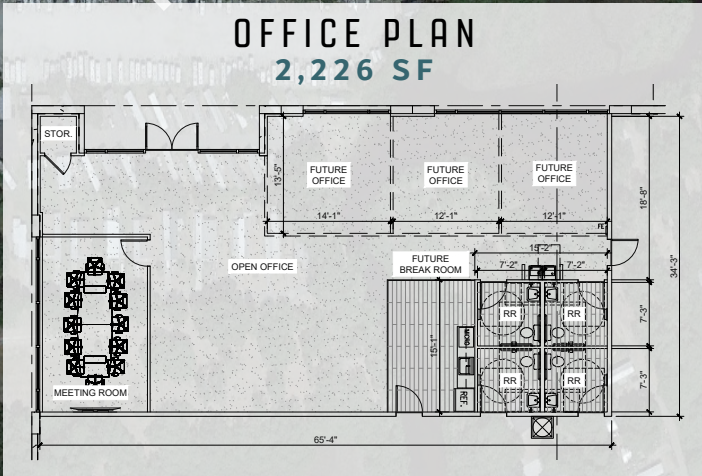 OFFICE PLAN
2,226 SF
STOR.
FUTURE
OFFICE
FUTURE
OFFICE
FUTURE
OFFICE
13'-5"
14'-1"
12'-1"
12'-1"
FE
18'-8"
34'-3"
OPEN OFFICE
FUTURE
BREAK ROOM
15'-2"
7'-2"
7'-2"
RR
RR
7'-3"
15'-1"
MICRO
REF.
RR
RR
7'-3"
MEETING ROOM
65'-4"